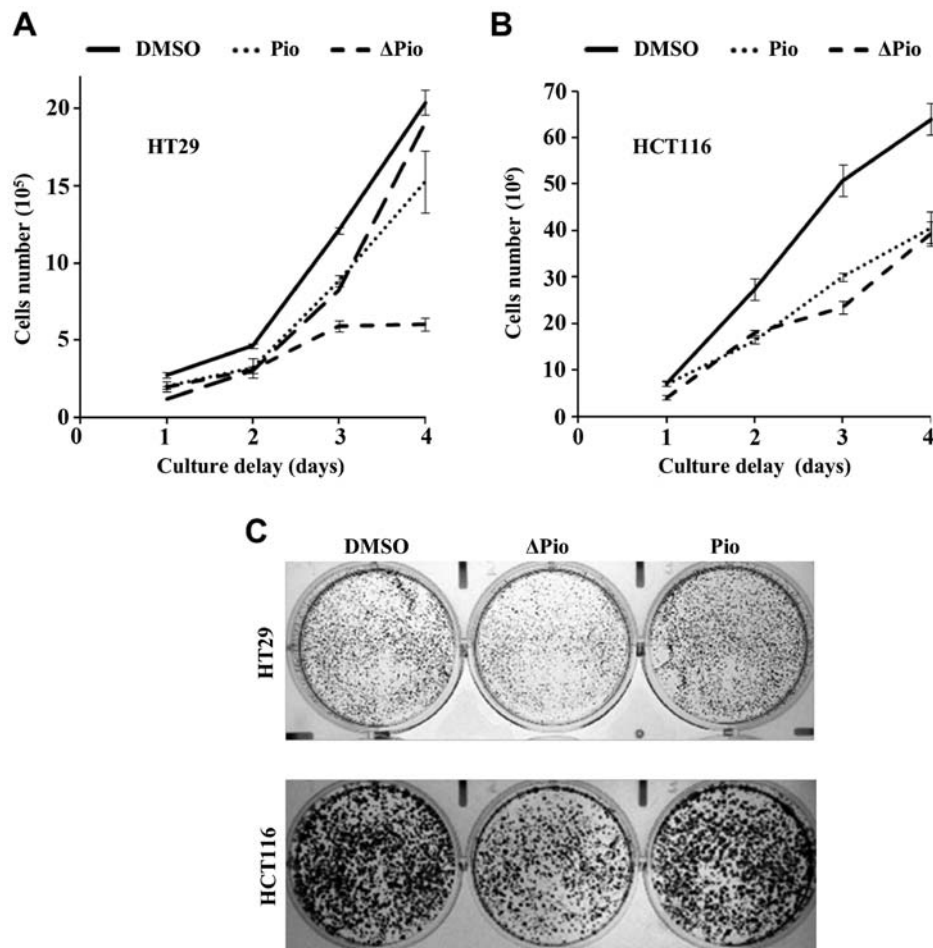 A
DMSO Pio ΔPio
HT29
Cells number (10⁵)
20
15
10
5
0
0 1 2 3 4
Culture delay (days)
B
DMSO Pio ΔPio
HCT116
Cells number (10⁶)
70
60
50
40
30
20
10
0
0 1 2 3 4
Culture delay (days)
C
DMSO ΔPio Pio
HT29
HCT116